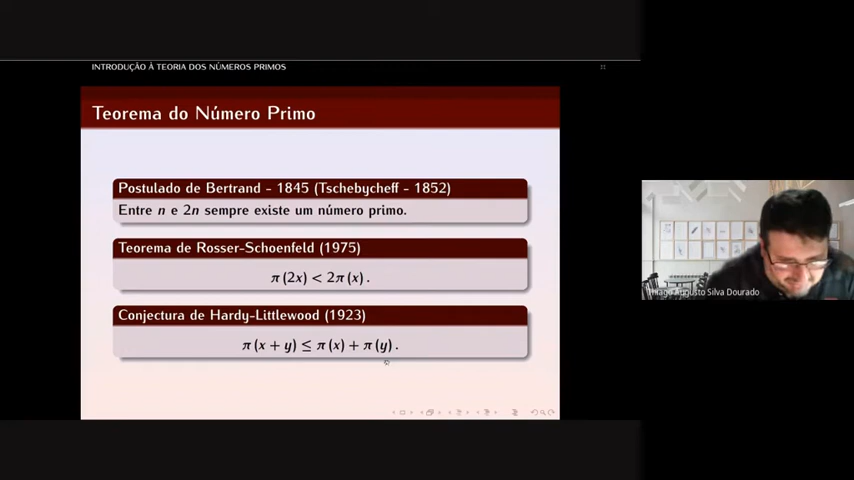 INTRODUÇÃO À TEORIA DOS NÚMEROS PRIMOS
Teorema do Número Primo
Postulado de Bertrand - 1845 (Tschebycheff - 1852)
Entre n e 2n sempre existe um número primo.
Teorema de Rosser-Schoenfeld (1975)
π(2x) < 2π(x).
Conjectura de Hardy-Littlewood (1923)
π(x + y) ≤ π(x) + π(y).
Thiago Augusto Silva Dourado